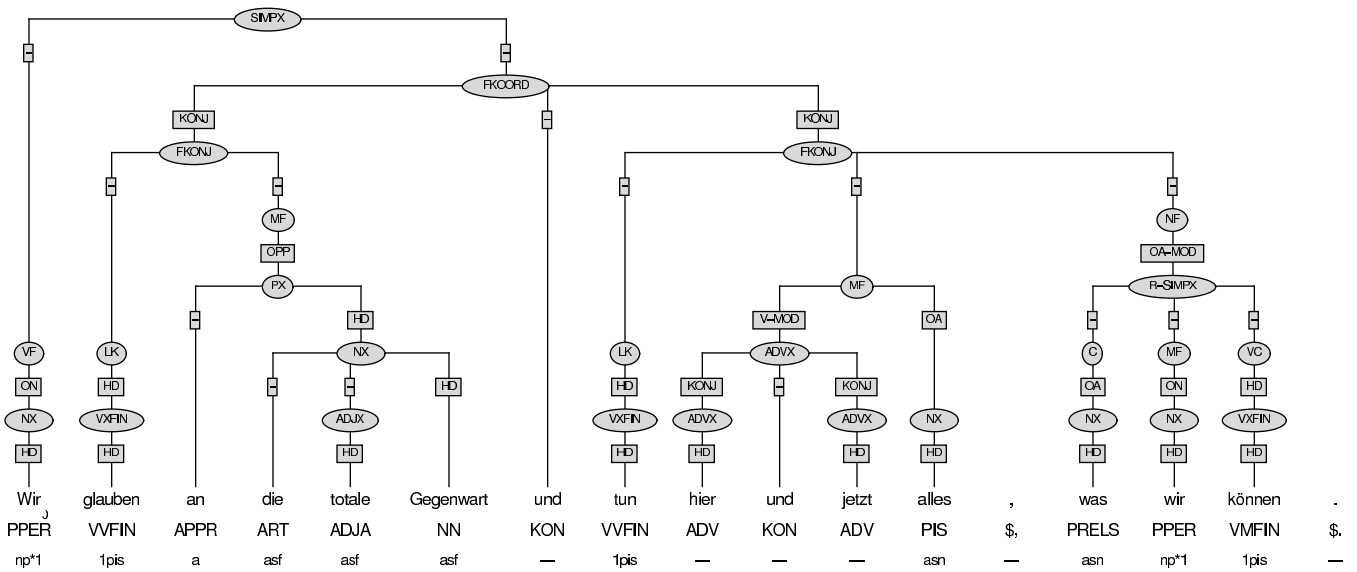 SIMPX
– –
FKOORD
KONJ – KONJ
FKONJ FKONJ
– – – – –
MF NF
OPP OA–MOD
PX MF R–SIMPX
– HD V–MOD OA – – –
VF LK NX LK ADVX C MF VC
ON HD – – HD HD KONJ – KONJ OA ON HD
NX VXFIN ADJX VXFIN ADVX ADVX NX NX NX VXFIN
HD HD HD HD HD HD HD HD HD HD
Wir glauben an die totale Gegenwart und tun hier und jetzt alles , was wir können .
PPER VVFIN APPR ART ADJA NN KON VVFIN ADV KON ADV PIS $, PRELS PPER VMFIN $.
np*1 1pis a asf asf asf –– 1pis –– –– –– asn –– asn np*1 1pis ––